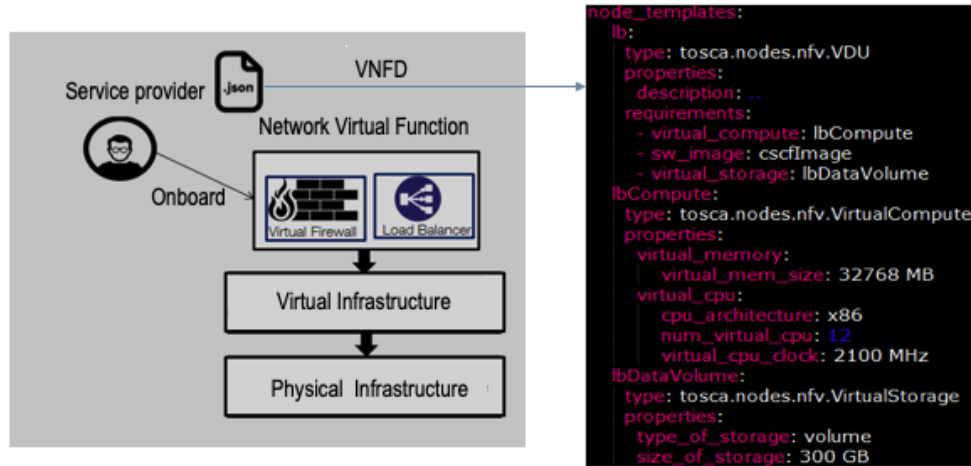 VNFD
Service provider
.json
Network Virtual Function
Onboard
Virtual Firewall
Load Balancer
Virtual Infrastructure
Physical Infrastructure
node_templates:
lb:
type: tosca.nodes.nfv.VDU
properties:
description: ..
requirements:
- virtual_compute: lbCompute
- sw_image: cscfImage
- virtual_storage: lbDataVolume
lbCompute:
type: tosca.nodes.nfv.VirtualCompute
properties:
virtual_memory:
virtual_mem_size: 32768 MB
virtual_cpu:
cpu_architecture: x86
num_virtual_cpu: 12
virtual_cpu_clock: 2100 MHz
lbDataVolume:
type: tosca.nodes.nfv.VirtualStorage
properties:
type_of_storage: volume
size_of_storage: 300 GB